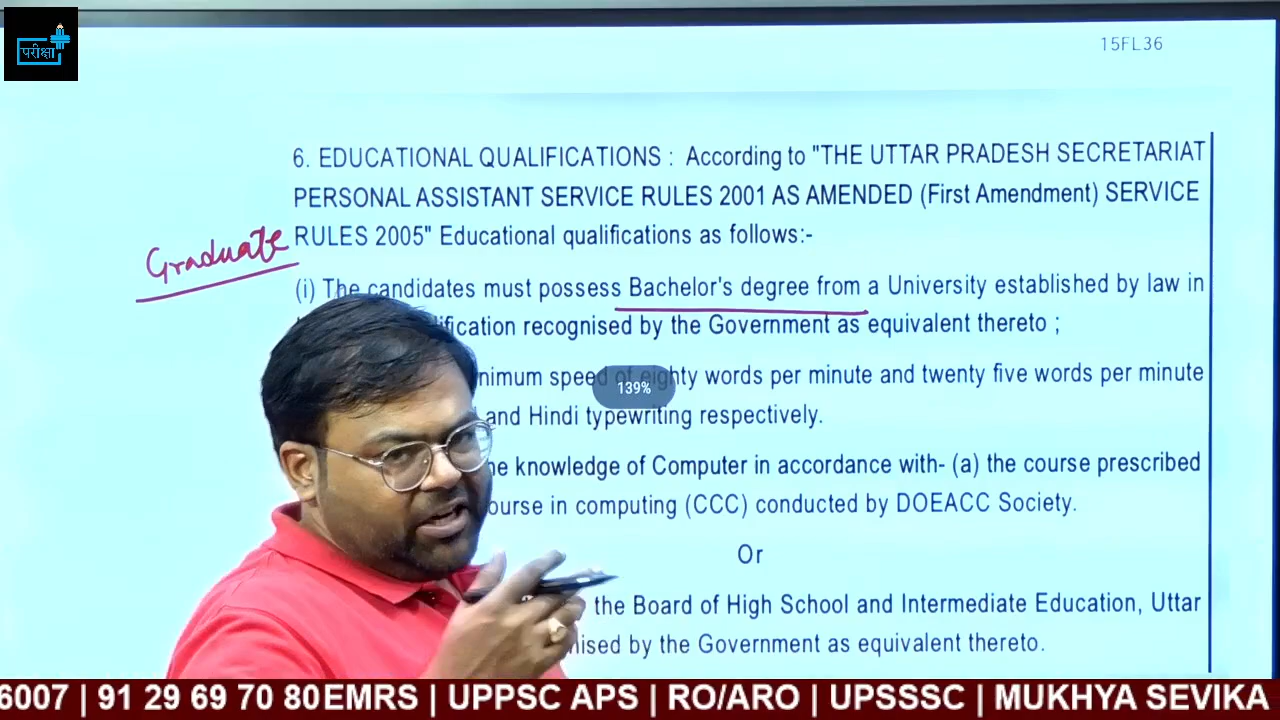 परीक्षा
15FL36
6. EDUCATIONAL QUALIFICATIONS : According to "THE UTTAR PRADESH SECRETARIAT
PERSONAL ASSISTANT SERVICE RULES 2001 AS AMENDED (First Amendment) SERVICE
Graduate
RULES 2005" Educational qualifications as follows:-
(i) The candidates must possess Bachelor's degree from a University established by law in
recognised by the Government as equivalent thereto ;
speed of eighty words per minute and twenty five words per minute
139%
and Hindi typewriting respectively.
knowledge of Computer in accordance with- (a) the course prescribed
in computing (CCC) conducted by DOEACC Society.
Or
the Board of High School and Intermediate Education, Uttar
by the Government as equivalent thereto.
6007 | 91 29 69 70 80EMRS | UPPSC APS | RO/ARO | UPSSSC | MUKHYA SEVIKA